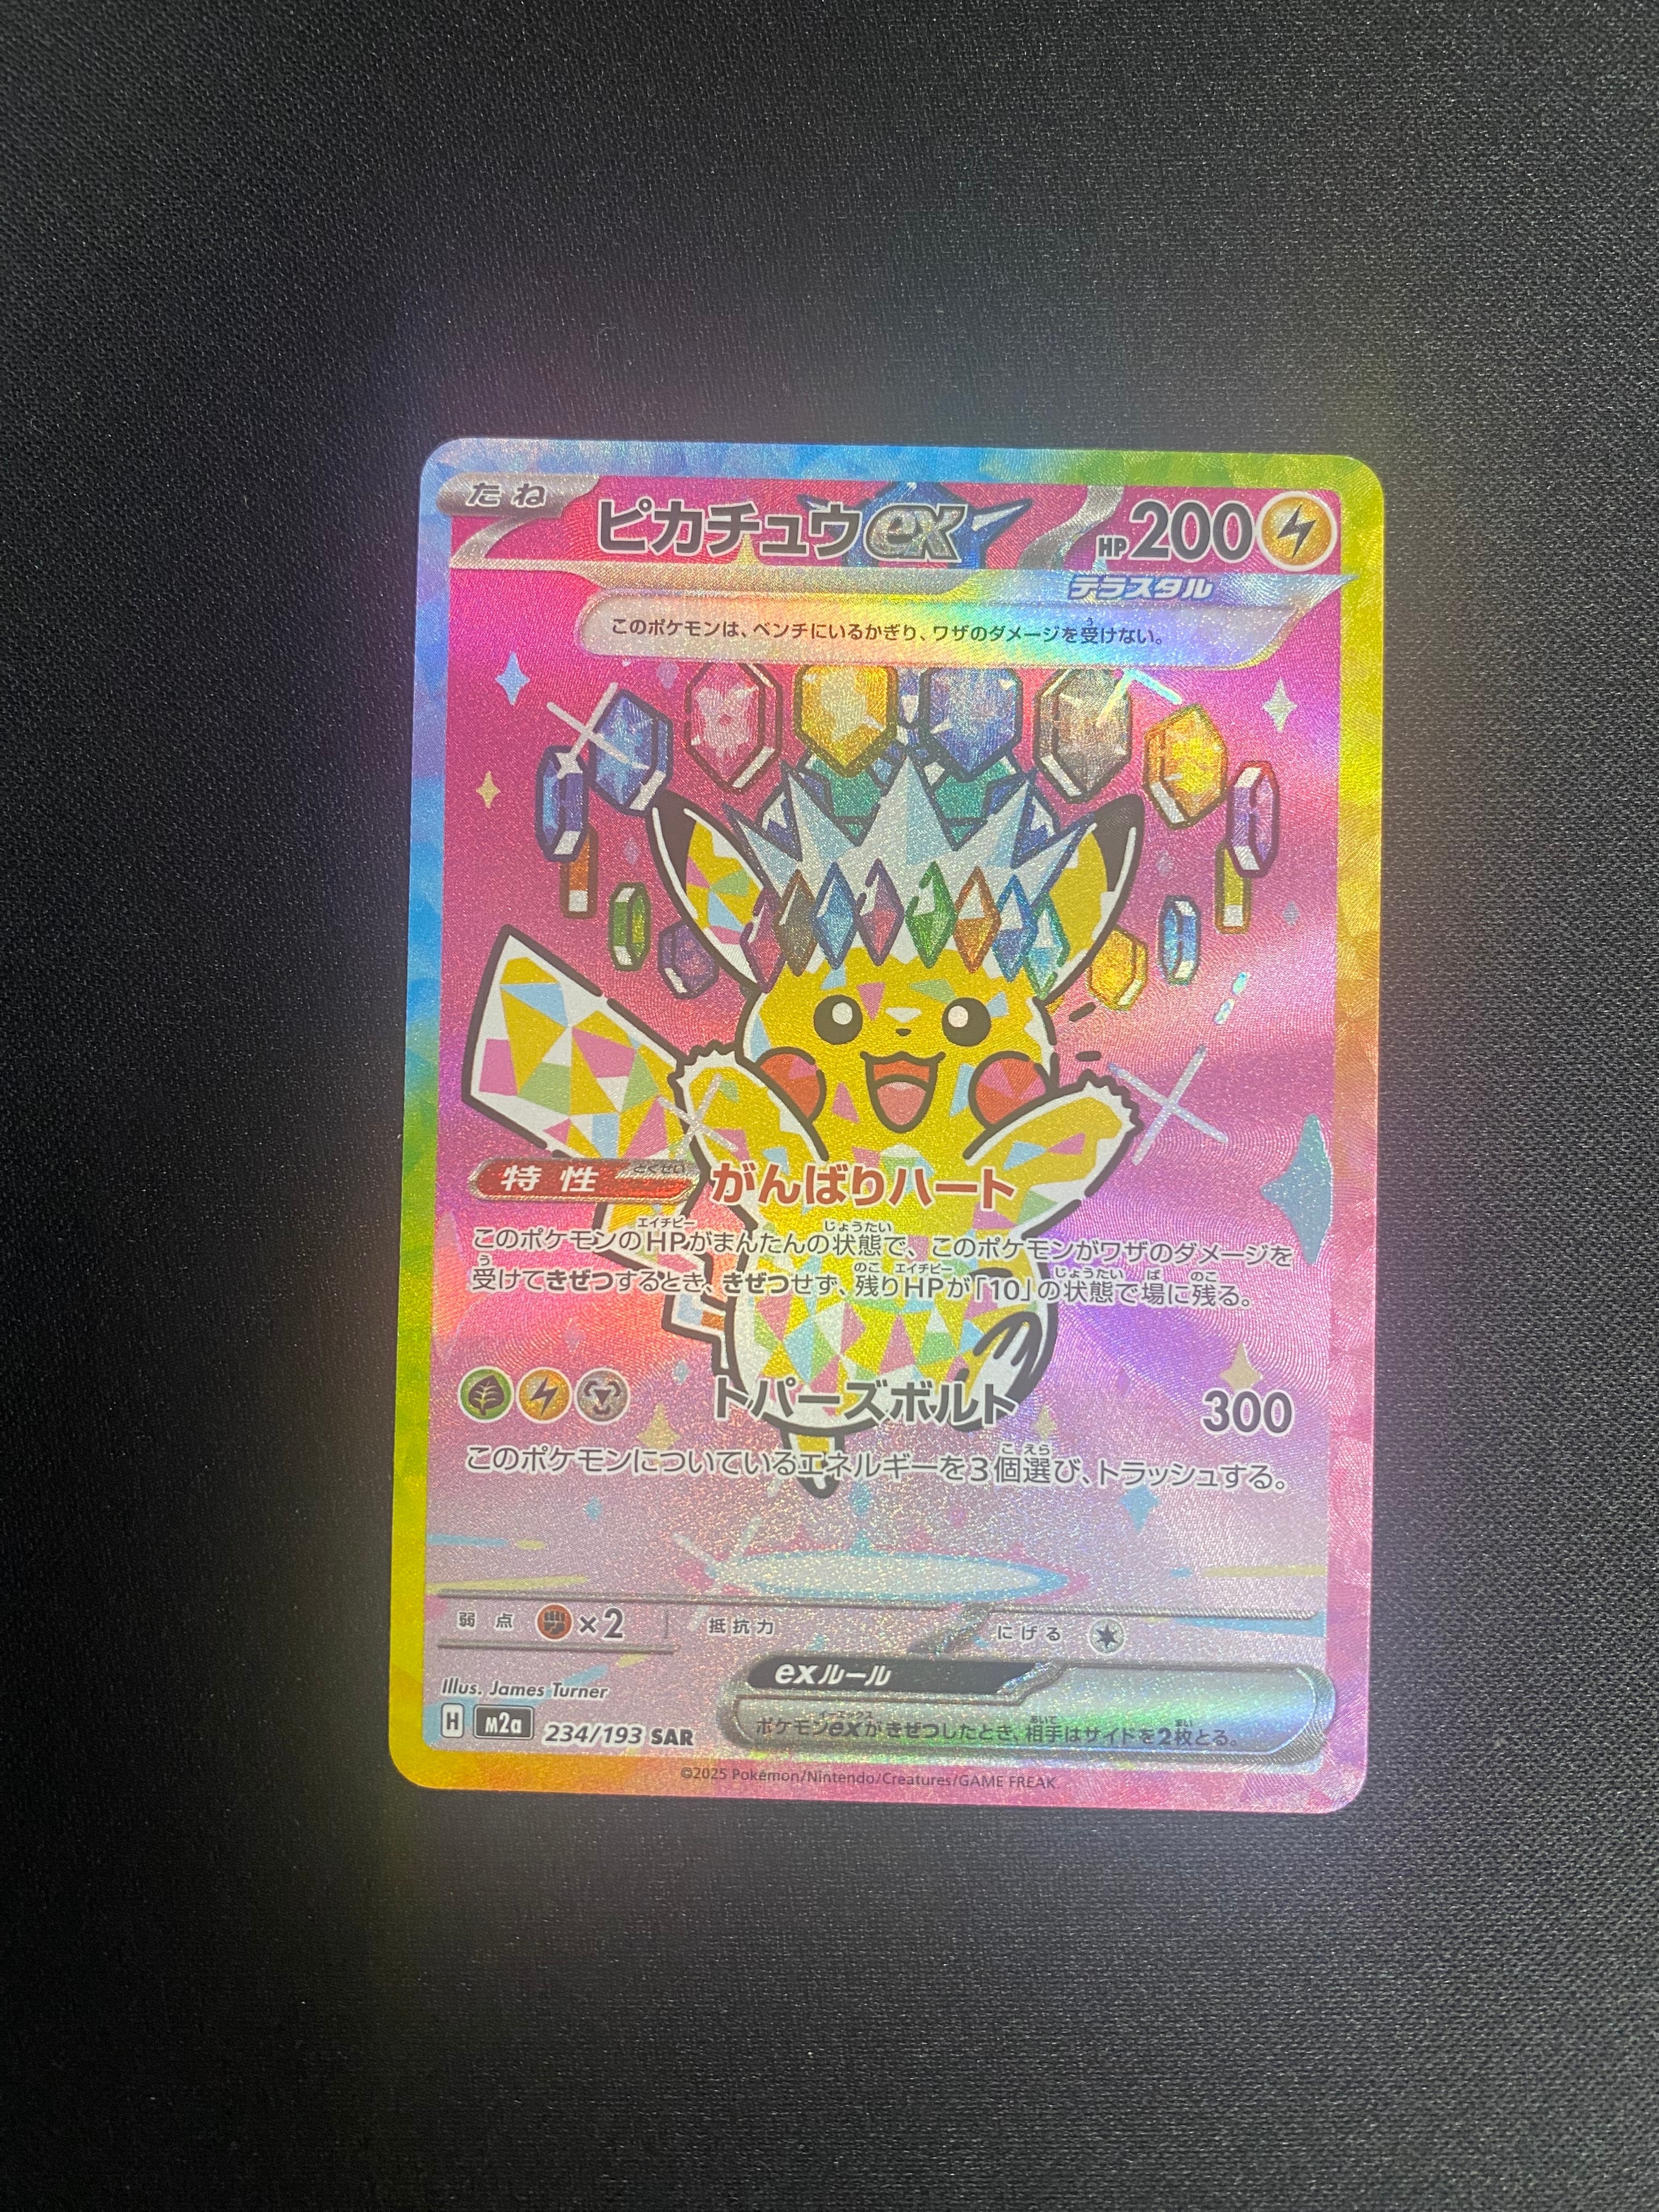 たね
ピカチュウex HP200
テラスタル
このポケモンは、ベンチにいるかぎり、ワザのダメージを受けない。
特性 とくせい がんばりハート
このポケモンのHPがまんたんの状態で、このポケモンがワザのダメージを
受けてきぜつするとき、きぜつせず、残りHPが「10」の状態で場に残る。
トパーズボルト 300
このポケモンについているエネルギーを3個選び、トラッシュする。
弱点 ×2 抵抗力 にげる
Illus. James Turner
exルール
ポケモンexがきぜつしたとき、相手はサイドを2枚とる。
H m2a 234/193 SAR
©2025 Pokémon/Nintendo/Creatures/GAME FREAK.